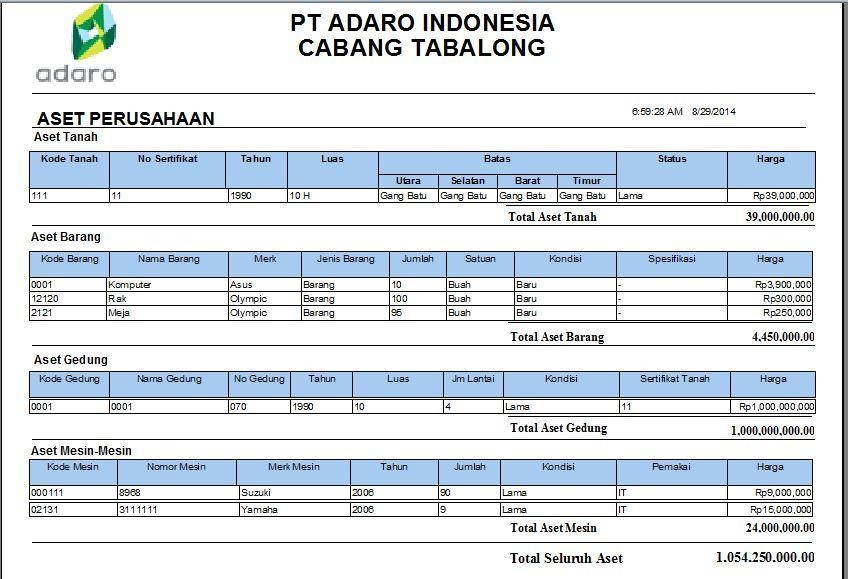 adaro
PT ADARO INDONESIA
CABANG TABALONG
ASET PERUSAHAAN 6:59:28 AM 8/29/2014
Aset Tanah
Kode Tanah No Sertifikat Tahun Luas Batas Status Harga
Utara Selatan Barat Timur
111 11 1990 10 H Gang Batu Gang Batu Gang Batu Gang Batu Lama Rp39,000,000
Total Aset Tanah 39,000,000.00
Aset Barang
Kode Barang Nama Barang Merk Jenis Barang Jumlah Satuan Kondisi Spesifikasi Harga
0001 Komputer Asus Barang 10 Buah Baru - Rp3,900,000
12120 Rak Olympic Barang 100 Buah Baru - Rp300,000
2121 Meja Olympic Barang 95 Buah Baru - Rp250,000
Total Aset Barang 4,450,000.00
Aset Gedung
Kode Gedung Nama Gedung No Gedung Tahun Luas Jm Lantai Kondisi Sertifikat Tanah Harga
0001 0001 070 1990 10 4 Lama 11 Rp1,000,000,000
Total Aset Gedung 1,000,000,000.00
Aset Mesin-Mesin
Kode Mesin Nomor Mesin Merk Mesin Tahun Jumlah Kondisi Pemakai Harga
000111 8968 Suzuki 2006 90 Lama IT Rp9,000,000
02131 3111111 Yamaha 2006 9 Lama IT Rp15,000,000
Total Aset Mesin 24,000,000.00
Total Seluruh Aset 1.054.250.000.00